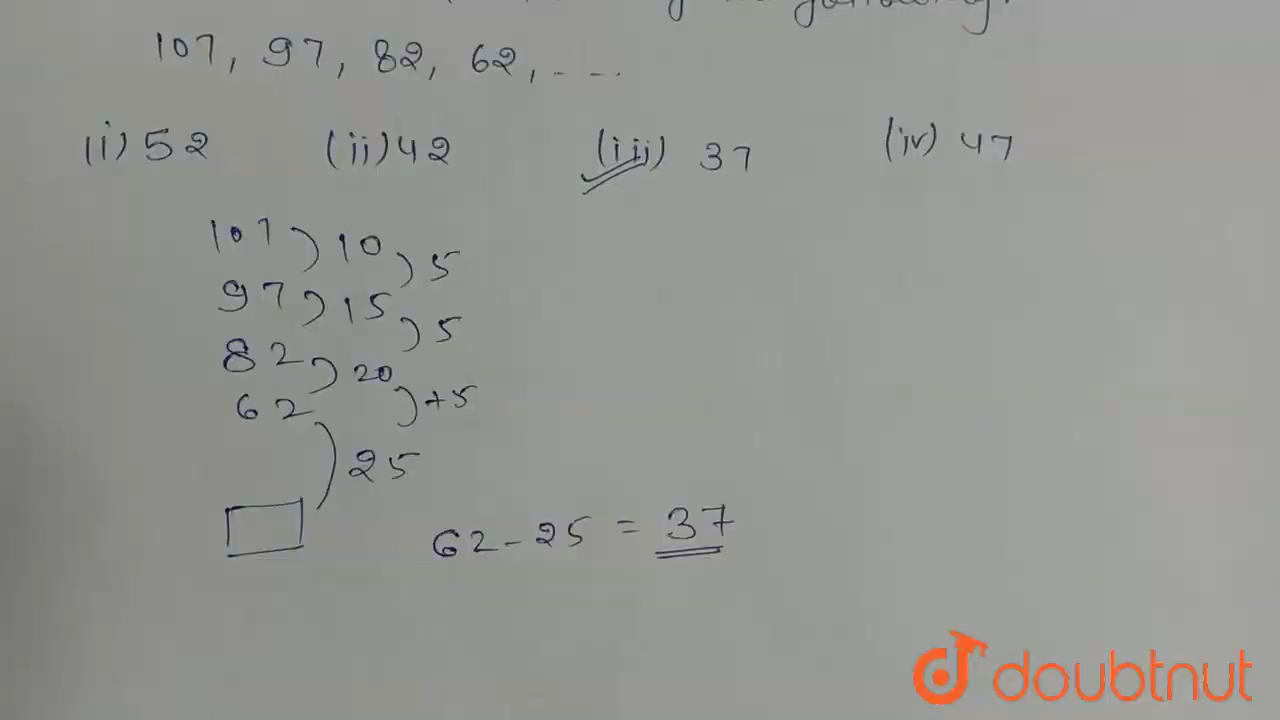 following.
107, 97, 82, 62, ....
(i) 52 (ii) 42 (iii) 37 (iv) 47
107 ) 10 ) 5
97 ) 15 ) 5
82 ) 20 ) +5
62
) 25
62 - 25 = 37
doubtnut